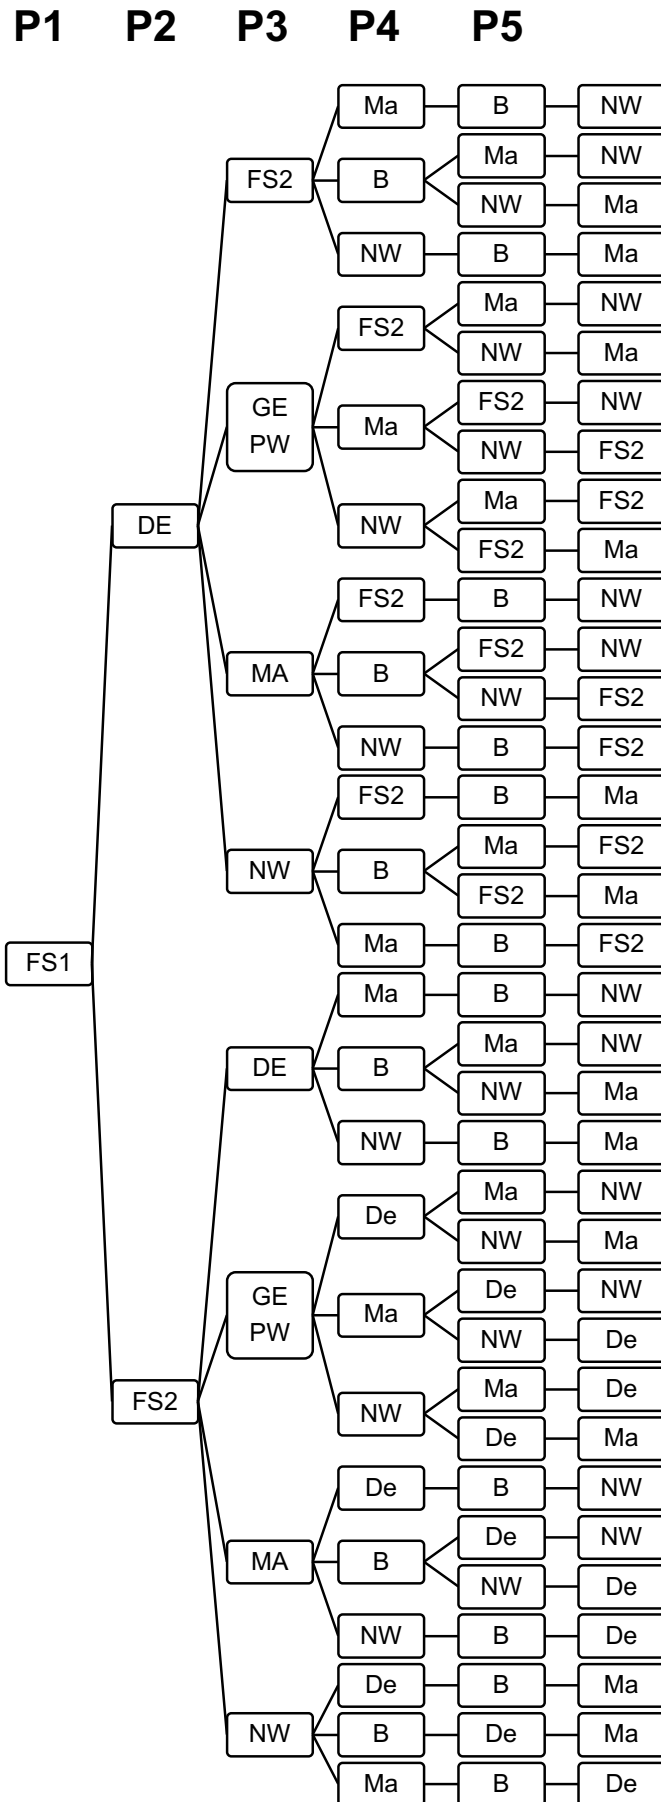 P1 P2 P3 P4 P5
Ma B NW
Ma NW
FS2 B
NW Ma
NW B Ma
Ma NW
FS2
NW Ma
GE
PW
FS2 NW
Ma
NW FS2
Ma FS2
DE NW
FS2 Ma
FS2 B NW
FS2 NW
MA B
NW FS2
NW B FS2
FS2 B Ma
Ma FS2
NW B
FS2 Ma
Ma B FS2
FS1
Ma B NW
Ma NW
DE B
NW Ma
NW B Ma
Ma NW
De
NW Ma
GE
PW
De NW
Ma
NW De
Ma De
FS2 NW
De Ma
De B NW
De NW
MA B
NW De
NW B De
De B Ma
NW B De Ma
Ma B De